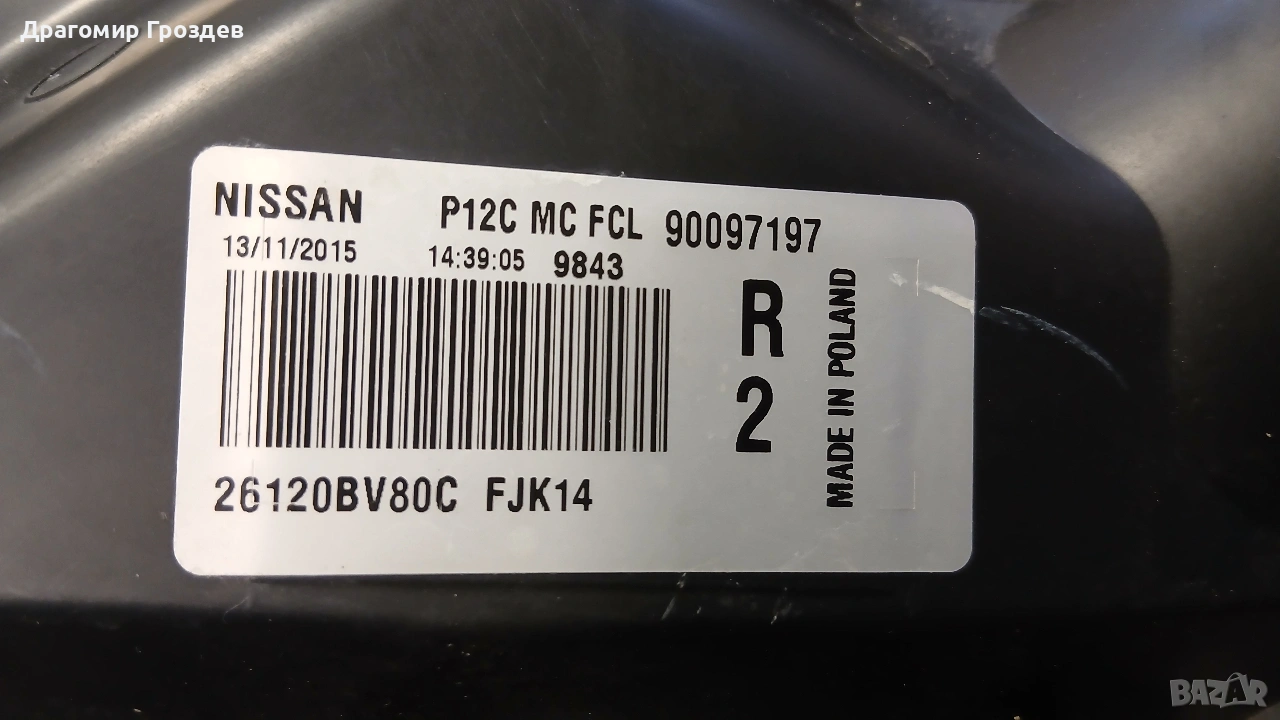 Драгомир Гроздев
NISSAN P12C MC FCL 90097197
13/11/2015 14:39:05 9843
R
2
MADE IN POLAND
26120BV80C FJK14
BAZAR